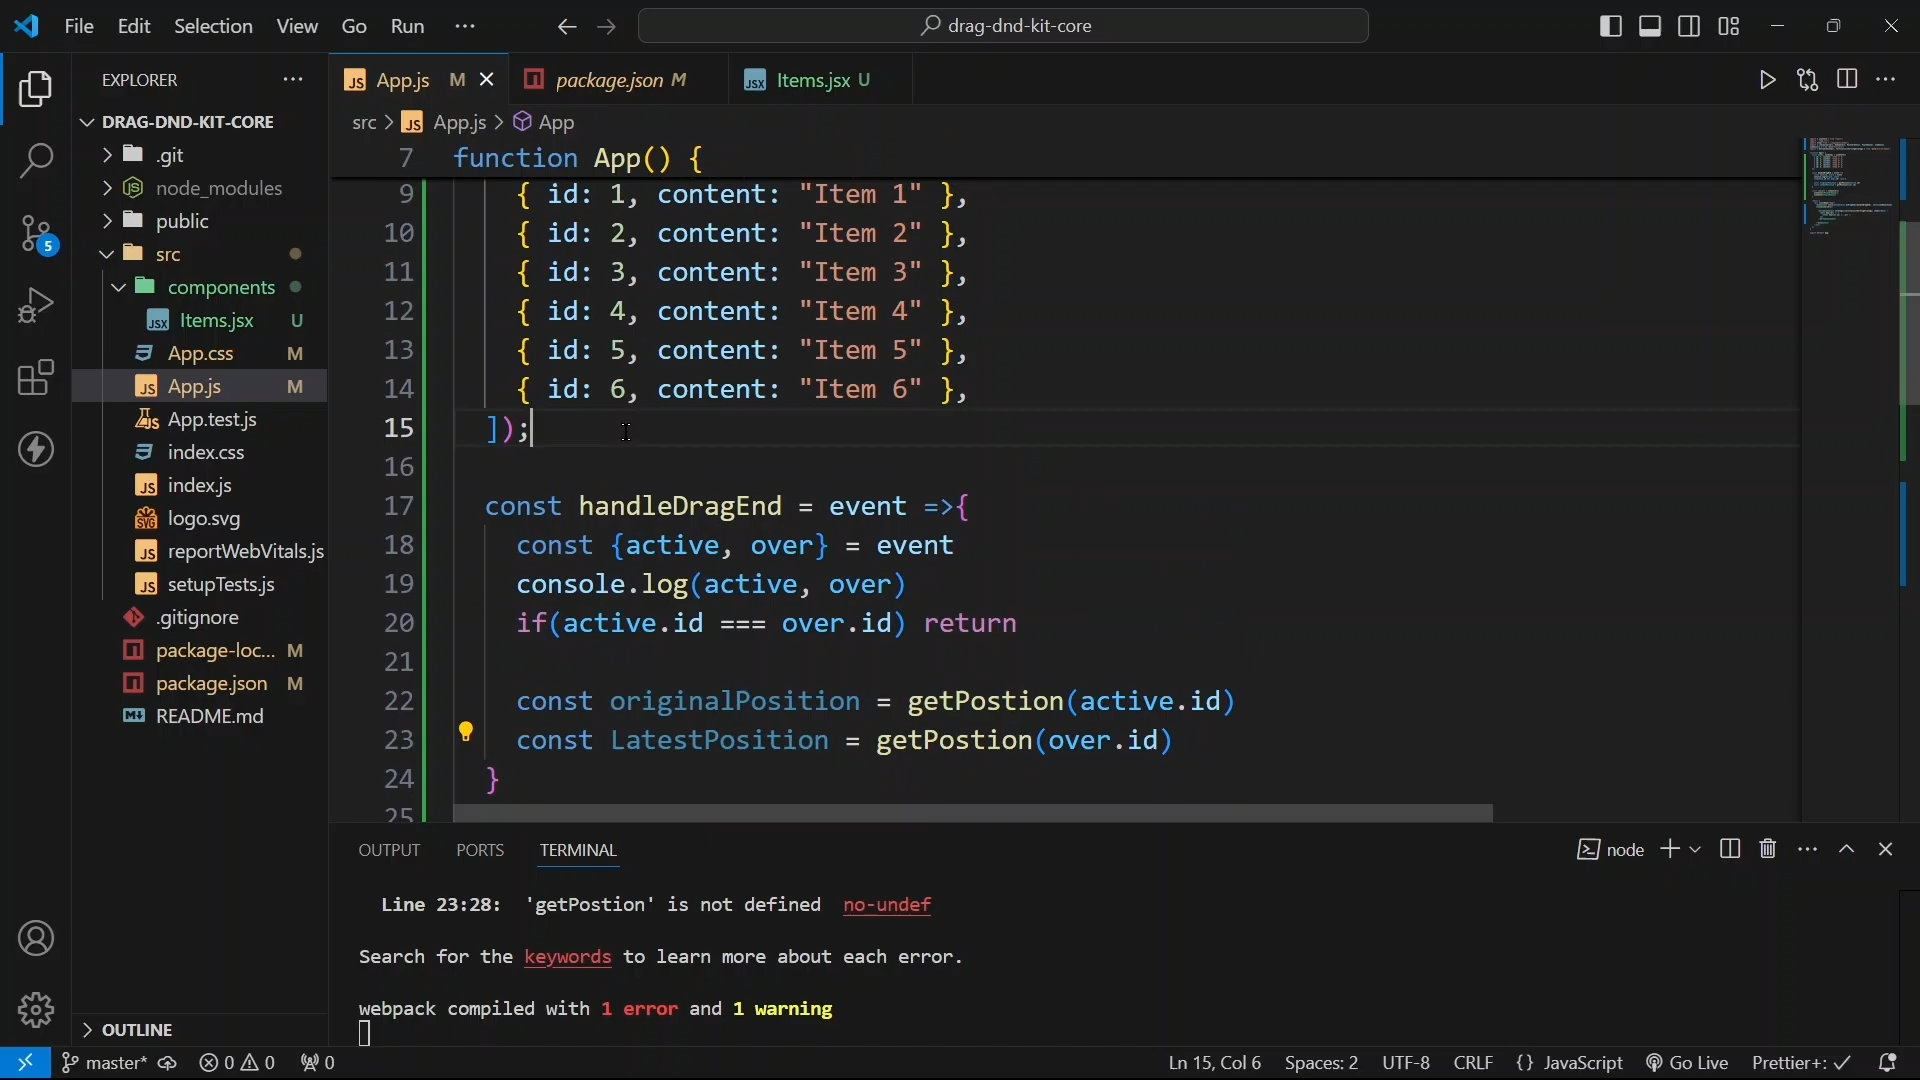 File Edit Selection View Go Run ...
drag-dnd-kit-core
EXPLORER
DRAG-DND-KIT-CORE
.git
node_modules
public
src
components
Items.jsx U
App.css M
App.js M
App.test.js
index.css
index.js
logo.svg
reportWebVitals.js
setupTests.js
.gitignore
package-loc... M
package.json M
README.md
OUTLINE
5
JS App.js M
package.json M
JSX Items.jsx U
src > JS App.js > App
7 function App() {
9 { id: 1, content: "Item 1" },
10 { id: 2, content: "Item 2" },
11 { id: 3, content: "Item 3" },
12 { id: 4, content: "Item 4" },
13 { id: 5, content: "Item 5" },
14 { id: 6, content: "Item 6" },
15 ]);
16
17 const handleDragEnd = event =>{
18 const {active, over} = event
19 console.log(active, over)
20 if(active.id === over.id) return
21
22 const originalPosition = getPostion(active.id)
23 const LatestPosition = getPostion(over.id)
24 }
25
OUTPUT PORTS TERMINAL
node
Line 23:28: 'getPostion' is not defined no-undef
Search for the keywords to learn more about each error.
webpack compiled with 1 error and 1 warning
master* 0 0 0
Ln 15, Col 6 Spaces: 2 UTF-8 CRLF {} JavaScript Go Live Prettier+: ✓